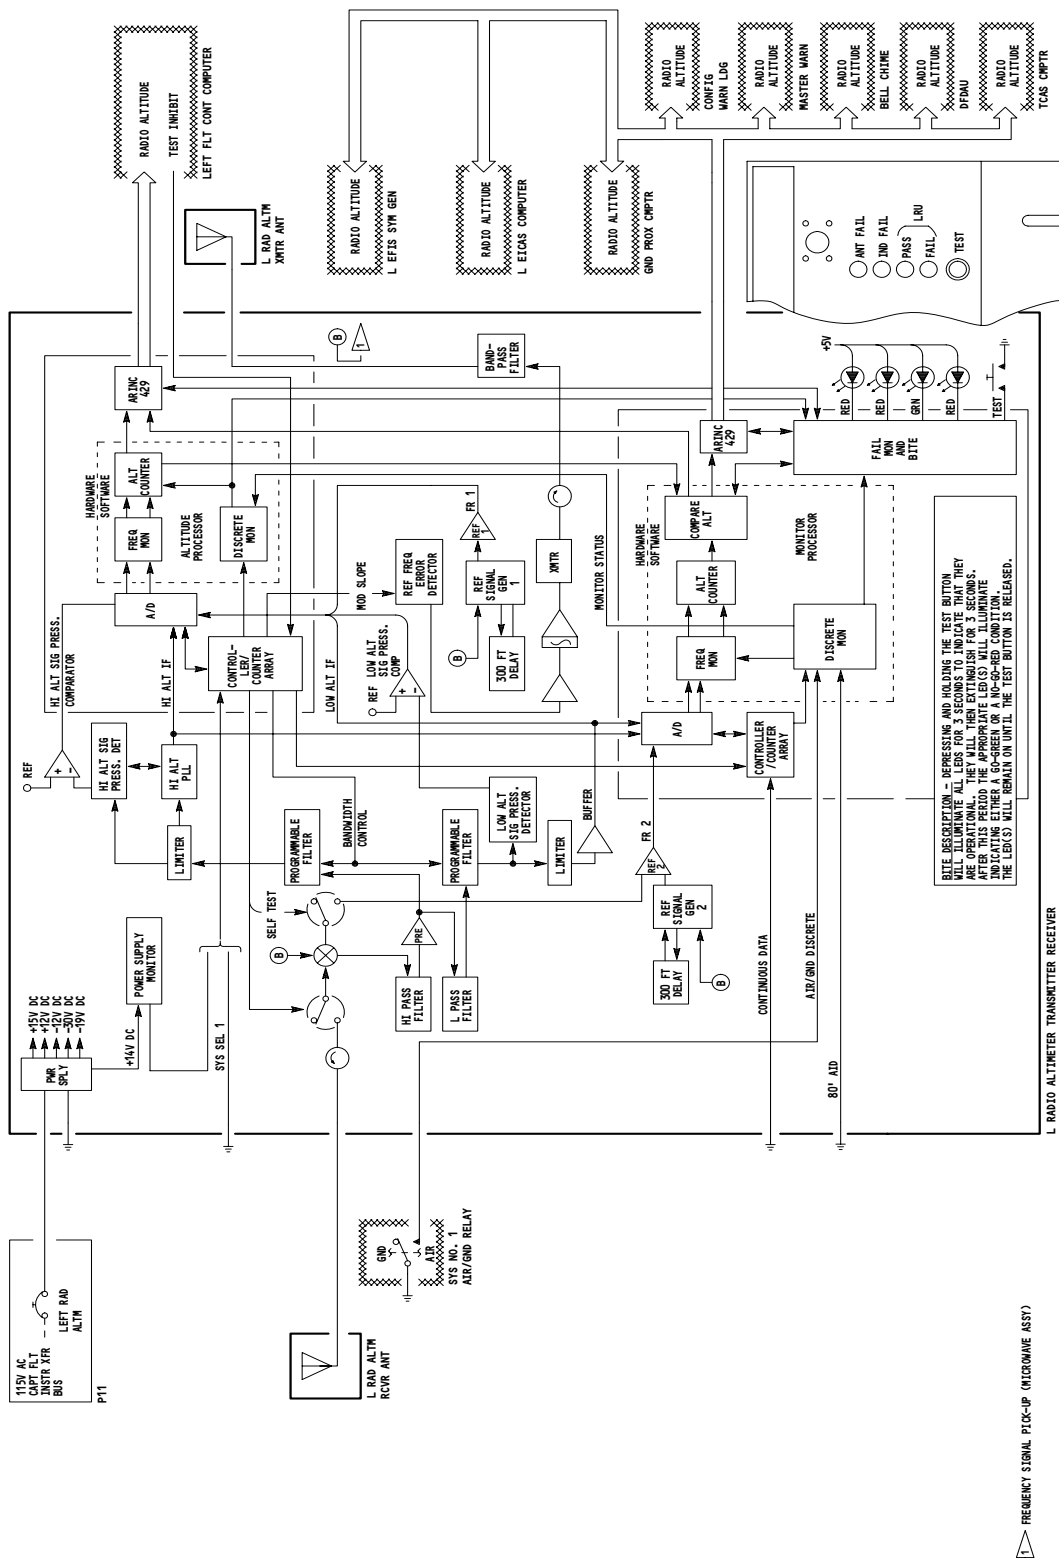 115V AC
CAPT FLT
INSTR XFR
BUS
LEFT RAD
ALTM
P11
PWR
SPLY
+15V DC
+12V DC
-12V DC
-30V DC
-19V DC
+14V DC
POWER SUPPLY
MONITOR
SYS SEL 1
L RAD ALTM
RCVR ANT
GND
AIR
SYS NO. 1
AIR/GND RELAY
SELF TEST
B
HI PASS
FILTER
L PASS
FILTER
PRE
LIMITER
PROGRAMMABLE
FILTER
BANDWIDTH
CONTROL
PROGRAMMABLE
FILTER
LOW ALT
SIG PRESS.
DETECTOR
LIMITER
BUFFER
REF
+
-
HI ALT SIG
PRESS. DET
HI ALT
PLL
HI ALT SIG PRESS.
COMPARATOR
HI ALT IF
A/D
CONTROL-
LER/
COUNTER
ARRAY
HARDWARE
SOFTWARE
FREQ
MON
ALT
COUNTER
ALTITUDE
PROCESSOR
DISCRETE
MON
ARINC
429
RADIO ALTITUDE
TEST INHIBIT
LEFT FLT CONT COMPUTER
L RAD ALTM
XMTR ANT
B
1
MOD SLOPE
LOW ALT IF
REF LOW ALT
SIG PRESS.
COMP
+
-
REF FREQ
ERROR
DETECTOR
B
REF
SIGNAL
GEN
1
300 FT
DELAY
REF
1
FR 1
XMTR
BAND-
PASS
FILTER
MONITOR STATUS
RADIO ALTITUDE
L EFIS SYM GEN
RADIO ALTITUDE
L EICAS COMPUTER
RADIO ALTITUDE
GND PROX CMPTR
RADIO
ALTITUDE
CONFIG
WARN LDG
RADIO
ALTITUDE
MASTER WARN
RADIO
ALTITUDE
BELL CHIME
RADIO
ALTITUDE
DFDAU
RADIO
ALTITUDE
TCAS CMPTR
300 FT
DELAY
REF
SIGNAL
GEN
2
B
REF
2
FR 2
A/D
CONTROLLER
/COUNTER
ARRAY
HARDWARE
SOFTWARE
FREQ
MON
ALT
COUNTER
COMPARE
ALT
DISCRETE
MON
MONITOR
PROCESSOR
ARINC
429
FAIL
MON
AND
BITE
+5V
RED
RED
GRN
RED
TEST
ANT FAIL
IND FAIL
PASS
FAIL
LRU
TEST
CONTINUOUS DATA
AIR/GND DISCRETE
80' AID
BITE DESCRIPTION - DEPRESSING AND HOLDING THE TEST BUTTON
WILL ILLUMINATE ALL LEDS FOR 3 SECONDS TO INDICATE THAT THEY
ARE OPERATIONAL. THEY WILL THEN EXTINGUISH FOR 3 SECONDS.
AFTER THIS PERIOD THE APPROPRIATE LED(S) WILL ILLUMINATE
INDICATING EITHER A GO-GREEN OR A NO-GO-RED CONDITION.
THE LED(S) WILL REMAIN ON UNTIL THE TEST BUTTON IS RELEASED.
L RADIO ALTIMETER TRANSMITTER RECEIVER
1
FREQUENCY SIGNAL PICK-UP (MICROWAVE ASSY)